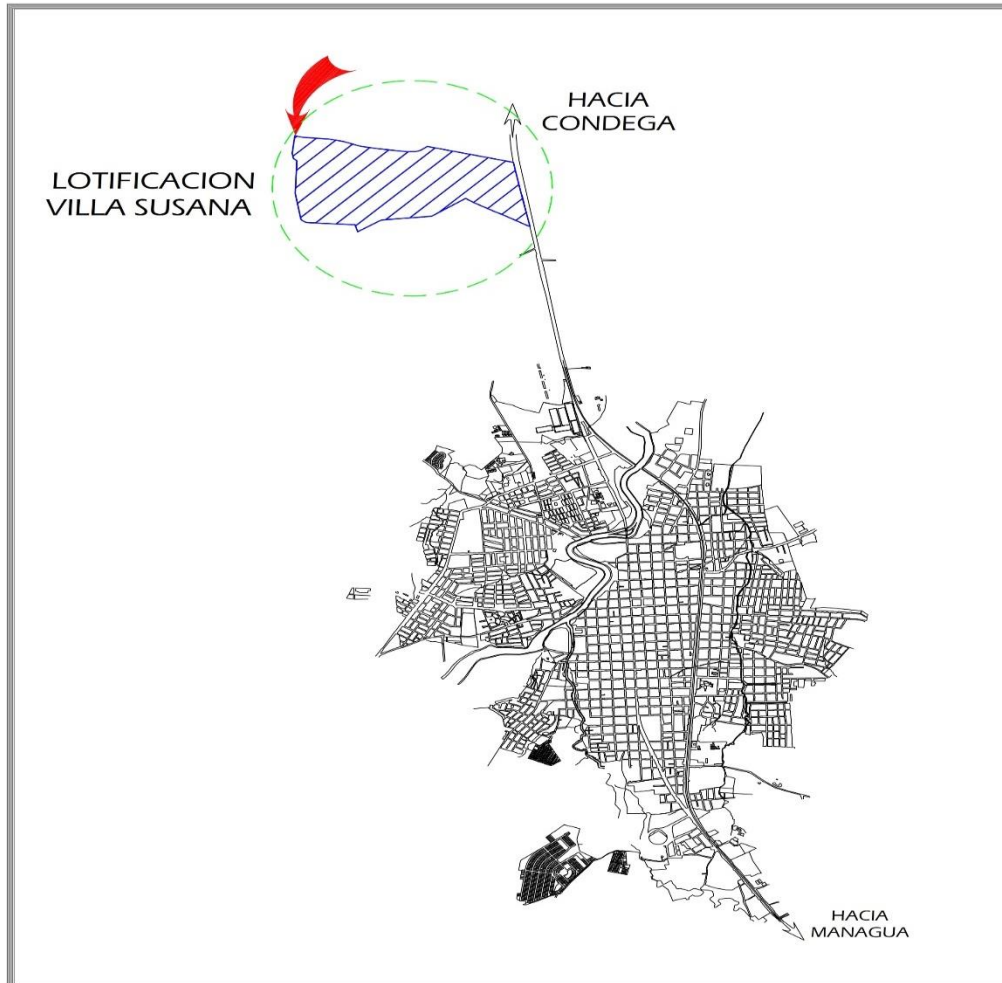 HACIA
CONDEGA
LOTIFICACION
VILLA SUSANA
HACIA
MANAGUA